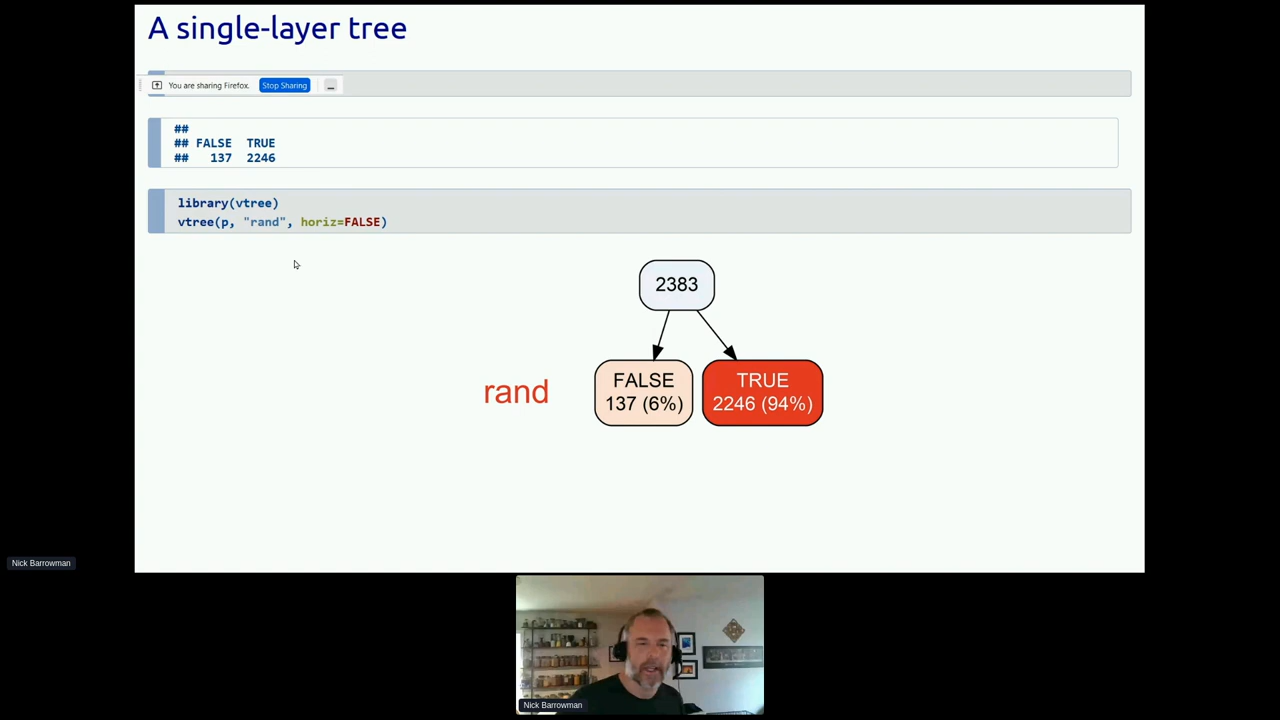 A single-layer tree
You are sharing Firefox. Stop Sharing
##
## FALSE  TRUE
##   137  2246
library(vtree)
vtree(p, "rand", horiz=FALSE)
2383
rand
FALSE
137 (6%)
TRUE
2246 (94%)
Nick Barrowman
Nick Barrowman